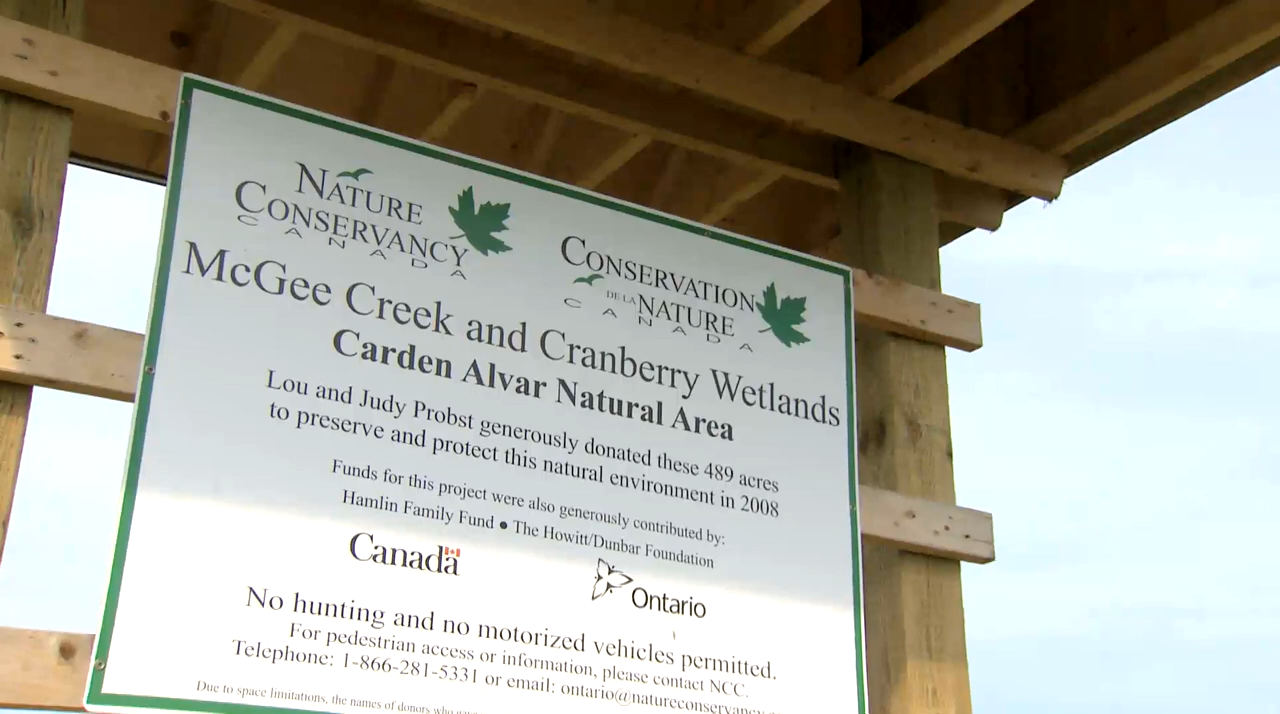 NATURE
CONSERVANCY
CANADA
CONSERVATION
DE LA NATURE
CANADA
McGee Creek and Cranberry Wetlands
Carden Alvar Natural Area
Lou and Judy Probst generously donated these 489 acres
to preserve and protect this natural environment in 2008
Funds for this project were also generously contributed by:
Hamlin Family Fund ● The Howitt/Dunbar Foundation
Canada
Ontario
No hunting and no motorized vehicles permitted.
For pedestrian access or information, please contact NCC.
Telephone: 1-866-281-5331 or email: ontario@natureconservancy
Due to space limitations, the names of donors who